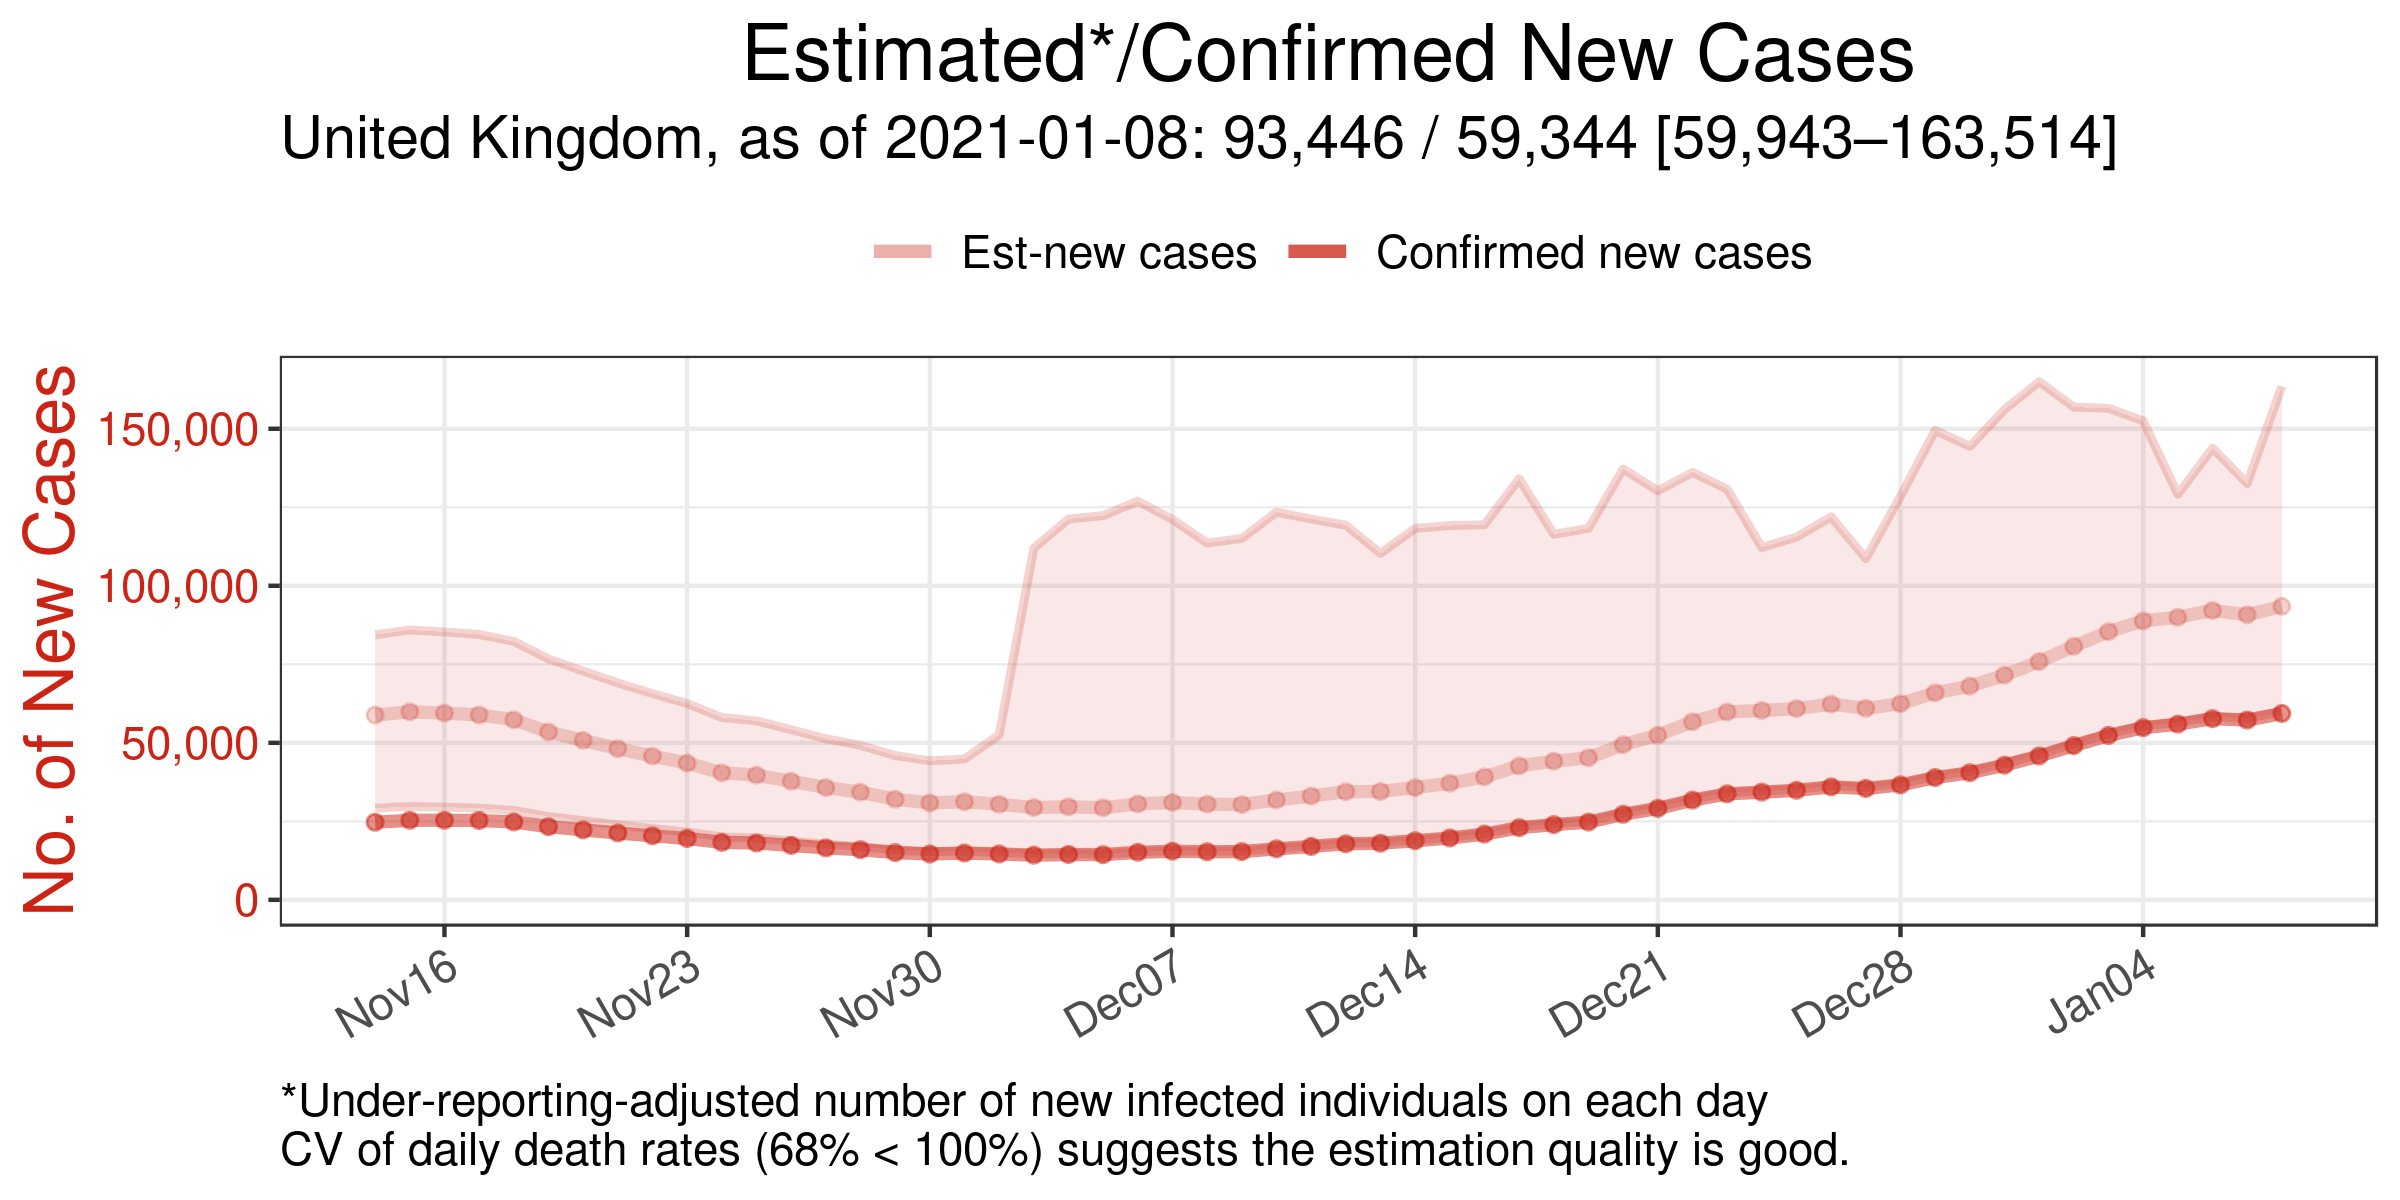 Estimated*/Confirmed New Cases
United Kingdom, as of 2021-01-08: 93,446 / 59,344 [59,943–163,514]
Est-new cases Confirmed new cases
No. of New Cases
150,000
100,000
50,000
0
Nov16 Nov23 Nov30 Dec07 Dec14 Dec21 Dec28 Jan04
*Under-reporting-adjusted number of new infected individuals on each day
CV of daily death rates (68% < 100%) suggests the estimation quality is good.